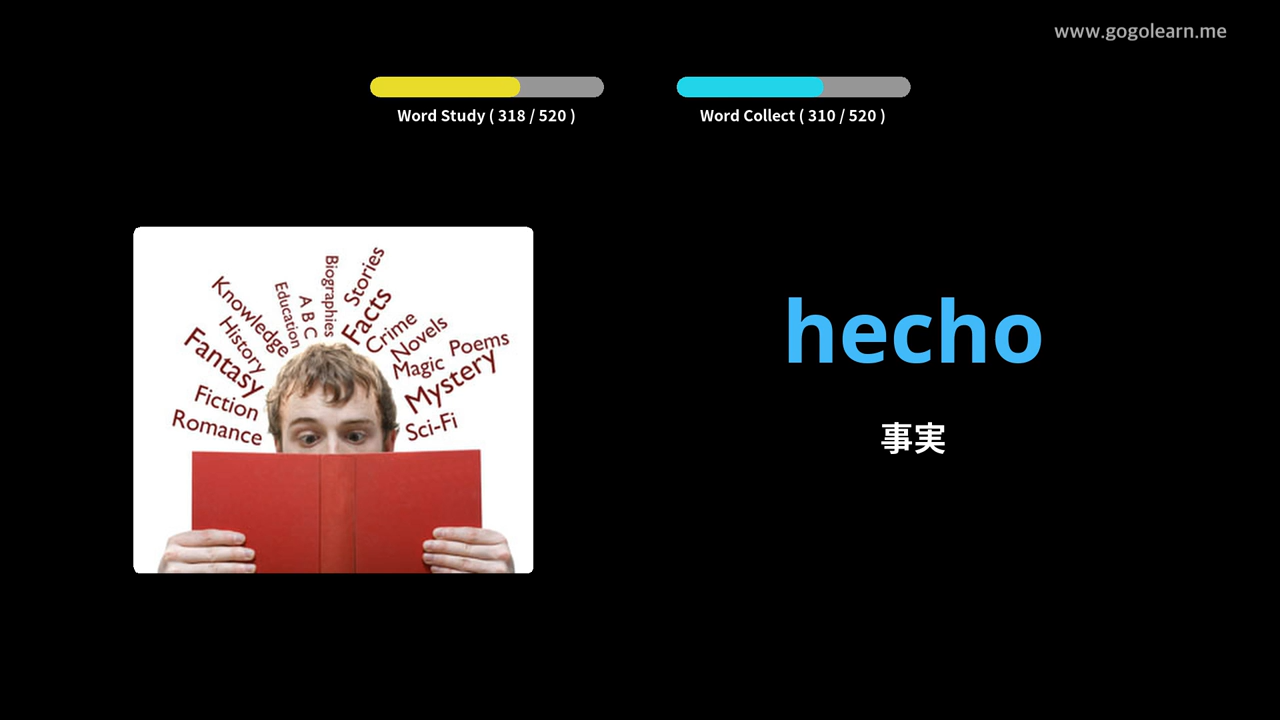 www.gogolearn.me
Word Study ( 318 / 520 )
Word Collect ( 310 / 520 )
Knowledge
History
Fantasy
Fiction
Romance
Education
A B C
Biographies
Stories
Facts
Crime
Novels
Magic
Poems
Mystery
Sci-Fi
hecho
事実